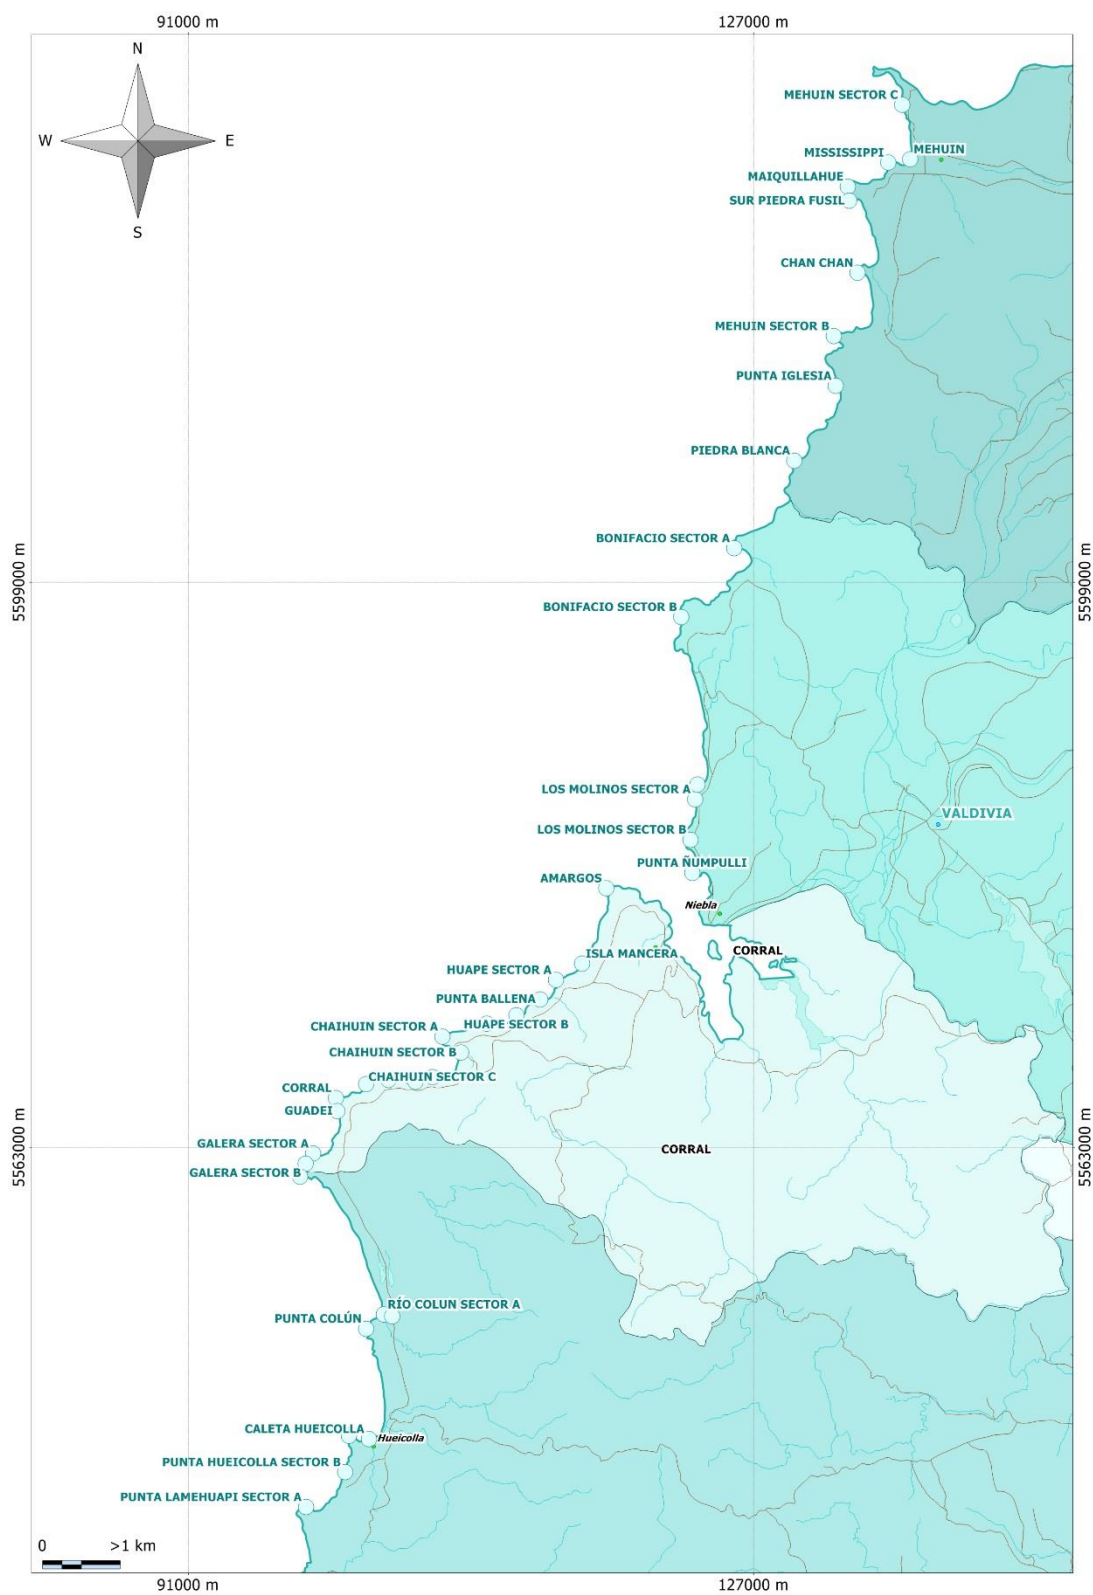 91000 m
127000 m
N
W
E
S
MEHUIN SECTOR C
MEHUIN
MISSISSIPPI
MAIQUILLAHUE
SUR PIEDRA FUSIL
CHAN CHAN
MEHUIN SECTOR B
PUNTA IGLESIA
PIEDRA BLANCA
BONIFACIO SECTOR A
5599000 m
5599000 m
BONIFACIO SECTOR B
LOS MOLINOS SECTOR A
VALDIVIA
LOS MOLINOS SECTOR B
PUNTA ÑUMPULLI
AMARGOS
Niebla
CORRAL
ISLA MANCERA
HUAPE SECTOR A
PUNTA BALLENA
HUAPE SECTOR B
CHAIHUIN SECTOR A
CHAIHUIN SECTOR B
CHAIHUIN SECTOR C
CORRAL
GUADEI
GALERA SECTOR A
CORRAL
5563000 m
5563000 m
GALERA SECTOR B
RÍO COLUN SECTOR A
PUNTA COLÚN
CALETA HUEICOLLA
Hueicolla
PUNTA HUEICOLLA SECTOR B
PUNTA LAMEHUAPI SECTOR A
0 >1 km
91000 m
127000 m